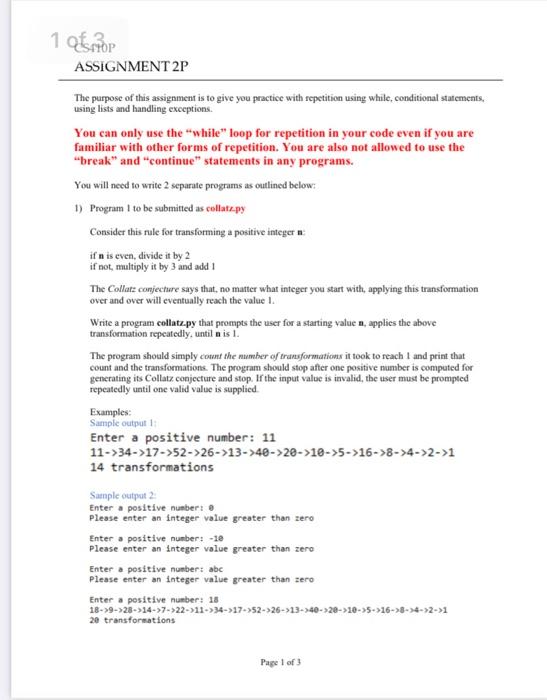 1 of 3
CS110P
ASSIGNMENT 2P
The purpose of this assignment is to give you practice with repetition using while, conditional statements,
using lists and handling exceptions.
You can only use the “while” loop for repetition in your code even if you are
familiar with other forms of repetition. You are also not allowed to use the
“break” and “continue” statements in any programs.
You will need to write 2 separate programs as outlined below:
1) Program 1 to be submitted as collatz.py
Consider this rule for transforming a positive integer n:
if n is even, divide it by 2
if not, multiply it by 3 and add 1
The Collatz conjecture says that, no matter what integer you start with, applying this transformation
over and over will eventually reach the value 1.
Write a program collatz.py that prompts the user for a starting value n, applies the above
transformation repeatedly, until n is 1.
The program should simply count the number of transformations it took to reach 1 and print that
count and the transformations. The program should stop after one positive number is computed for
generating its Collatz conjecture and stop. If the input value is invalid, the user must be prompted
repeatedly until one valid value is supplied.
Examples:
Sample output 1:
Enter a positive number: 11
11->34->17->52->26->13->40->20->10->5->16->8->4->2->1
14 transformations
Sample output 2:
Enter a positive number: 0
Please enter an integer value greater than zero
Enter a positive number: -10
Please enter an integer value greater than zero
Enter a positive number: abc
Please enter an integer value greater than zero
Enter a positive number: 18
18->9->28->14->7->22->11->34->17->52->26->13->40->20->10->5->16->8->4->2->1
20 transformations
Page 1 of 3